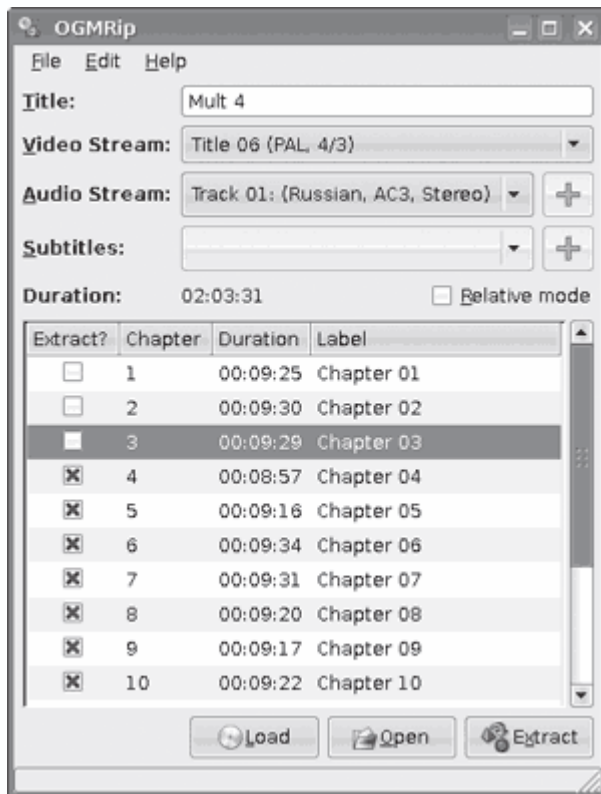 OGMRip
File Edit Help
Title: Mult 4
Video Stream: Title 06 (PAL, 4/3)
Audio Stream: Track 01: (Russian, AC3, Stereo)
Subtitles:
Duration: 02:03:31 Relative mode
Extract? Chapter Duration Label
1 00:09:25 Chapter 01
2 00:09:30 Chapter 02
3 00:09:29 Chapter 03
4 00:08:57 Chapter 04
5 00:09:16 Chapter 05
6 00:09:34 Chapter 06
7 00:09:31 Chapter 07
8 00:09:20 Chapter 08
9 00:09:17 Chapter 09
10 00:09:22 Chapter 10
Load Open Extract